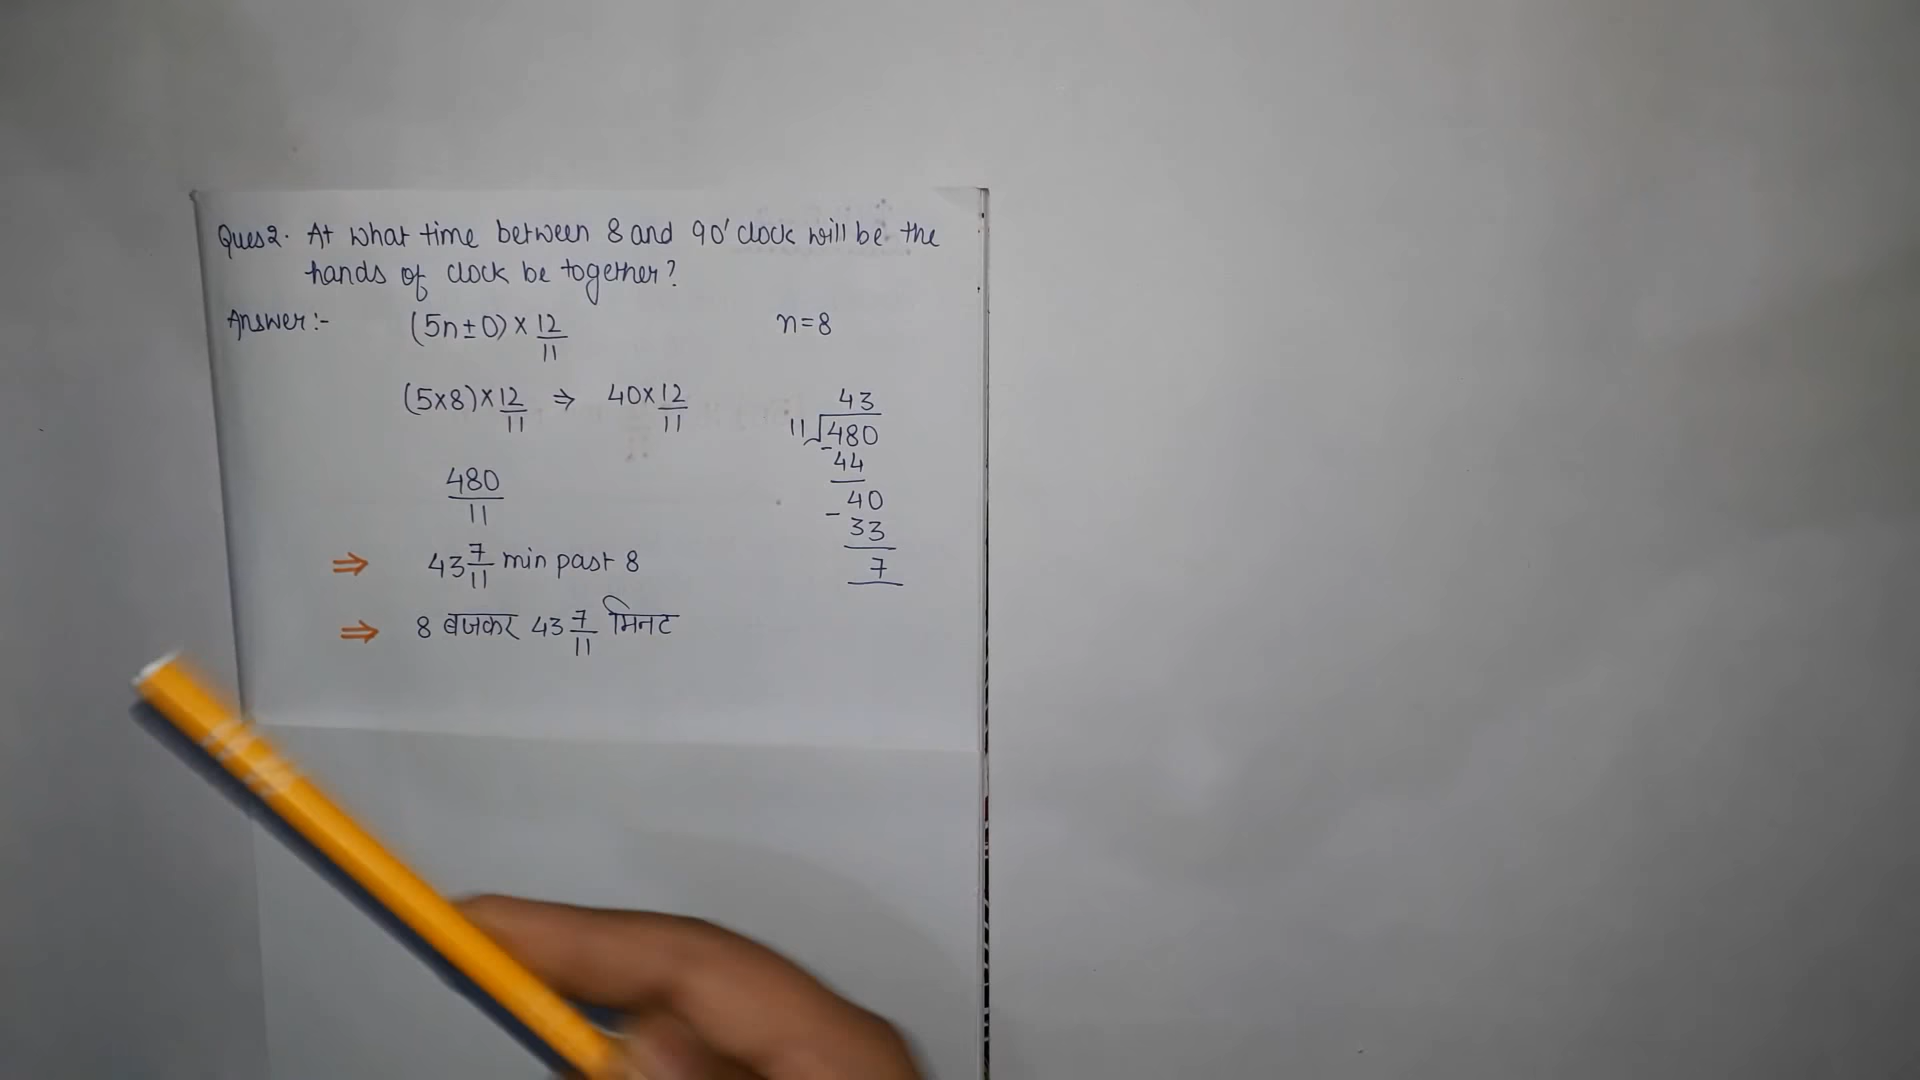 Ques 2. At what time between 8 and 9 O' clock will be the
hands of clock be together?
Answer :- (5n ± 0) × 12/11 n = 8
(5×8) × 12/11 ⇒ 40 × 12/11
480/11
⇒ 43 7/11 min past 8
⇒ 8 बजकर 43 7/11 मिनट
43
11 √480
- 44
40
- 33
7